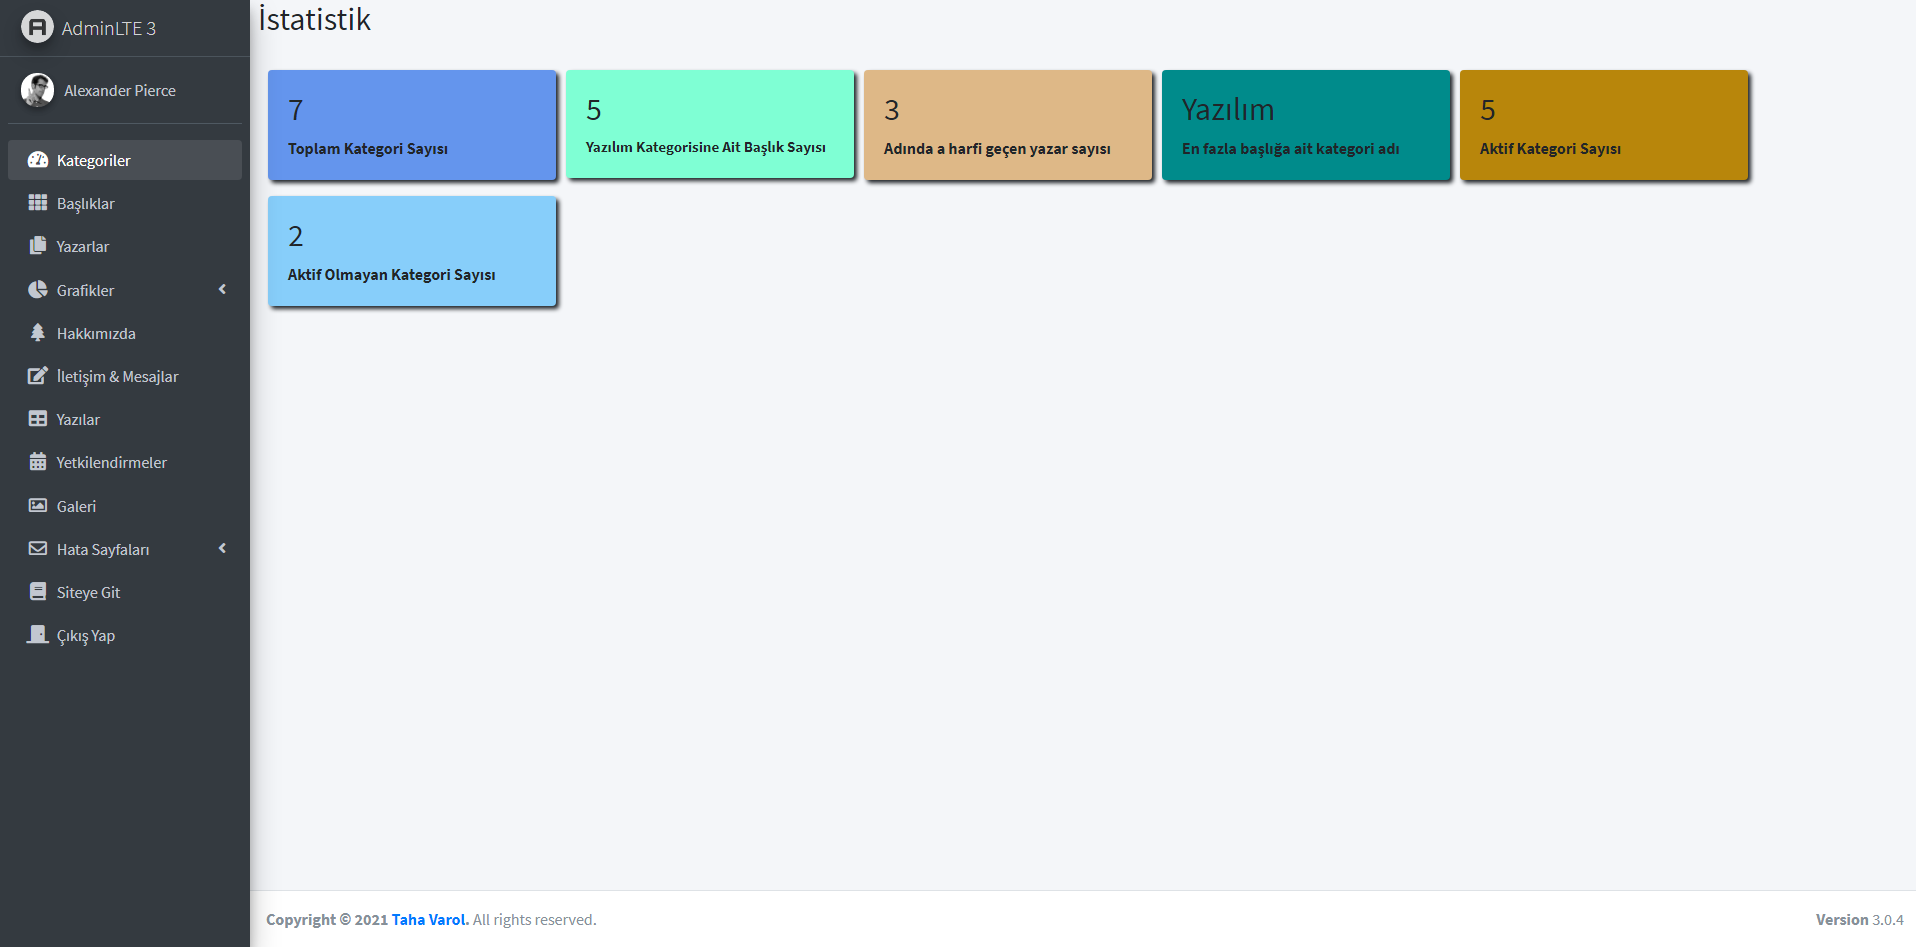 AdminLTE 3
Alexander Pierce
Kategoriler
Başlıklar
Yazarlar
Grafikler
Hakkımızda
İletişim & Mesajlar
Yazılar
Yetkilendirmeler
Galeri
Hata Sayfaları
Siteye Git
Çıkış Yap
İstatistik
7
Toplam Kategori Sayısı
5
Yazılım Kategorisine Ait Başlık Sayısı
3
Adında a harfi geçen yazar sayısı
Yazılım
En fazla başlığa ait kategori adı
5
Aktif Kategori Sayısı
2
Aktif Olmayan Kategori Sayısı
Copyright © 2021 Taha Varol. All rights reserved.
Version 3.0.4